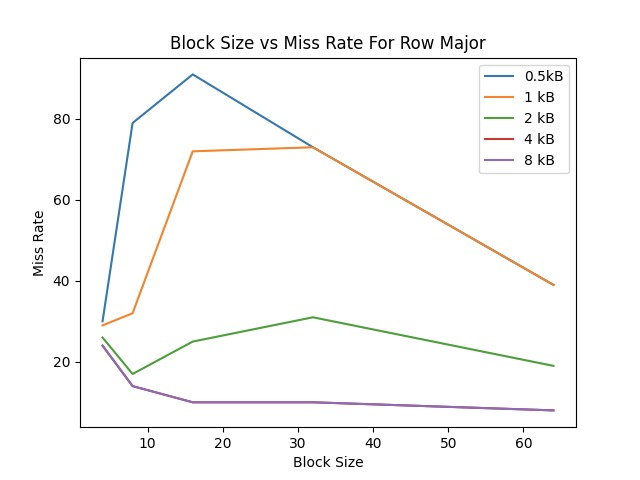 Block Size vs Miss Rate For Row Major
0.5kB
1 kB
2 kB
4 kB
8 kB
Miss Rate
80
60
40
20
10
20
30
40
50
60
Block Size